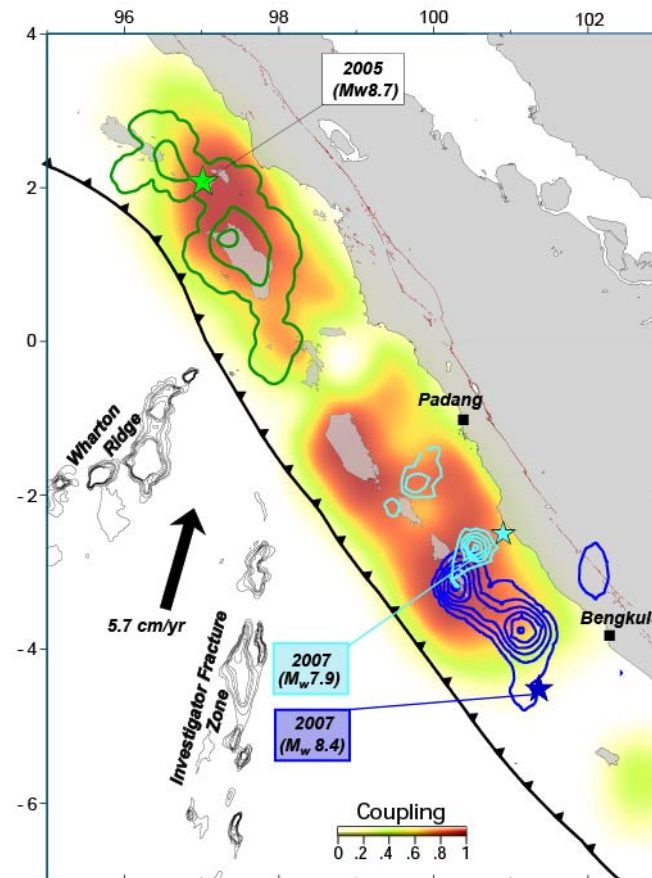 96
98
100
102
4
2
0
-2
-4
-6
2005
(Mw8.7)
Padang
Wharton
Ridge
5.7 cm/yr
Investigator Fracture
Zone
Bengkulu
2007
(Mw7.9)
2007
(Mw 8.4)
Coupling
0 .2 .4 .6 .8 1